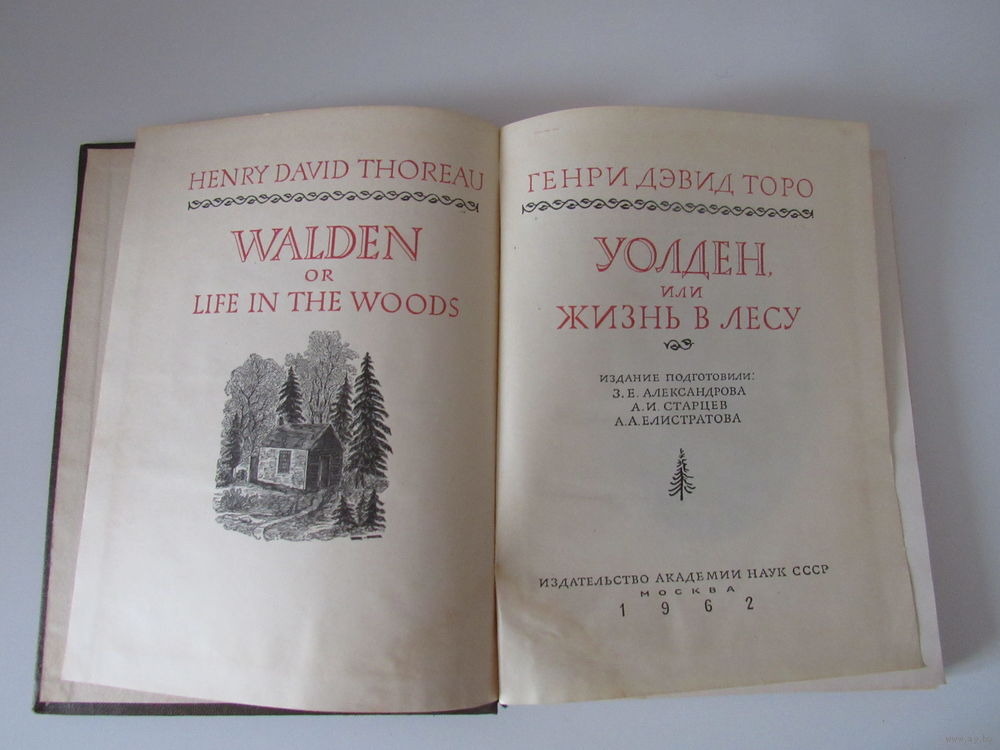 HENRY DAVID THOREAU
WALDEN
OR
LIFE IN THE WOODS
ГЕНРИ ДЭВИД ТОРО
УОЛДЕН,
ИЛИ
ЖИЗНЬ В ЛЕСУ
ИЗДАНИЕ ПОДГОТОВИЛИ:
З. Е. АЛЕКСАНДРОВА
А. И. СТАРЦЕВ
А. А. ЕЛИСТРАТОВА
ИЗДАТЕЛЬСТВО АКАДЕМИИ НАУК СССР
МОСКВА
1962